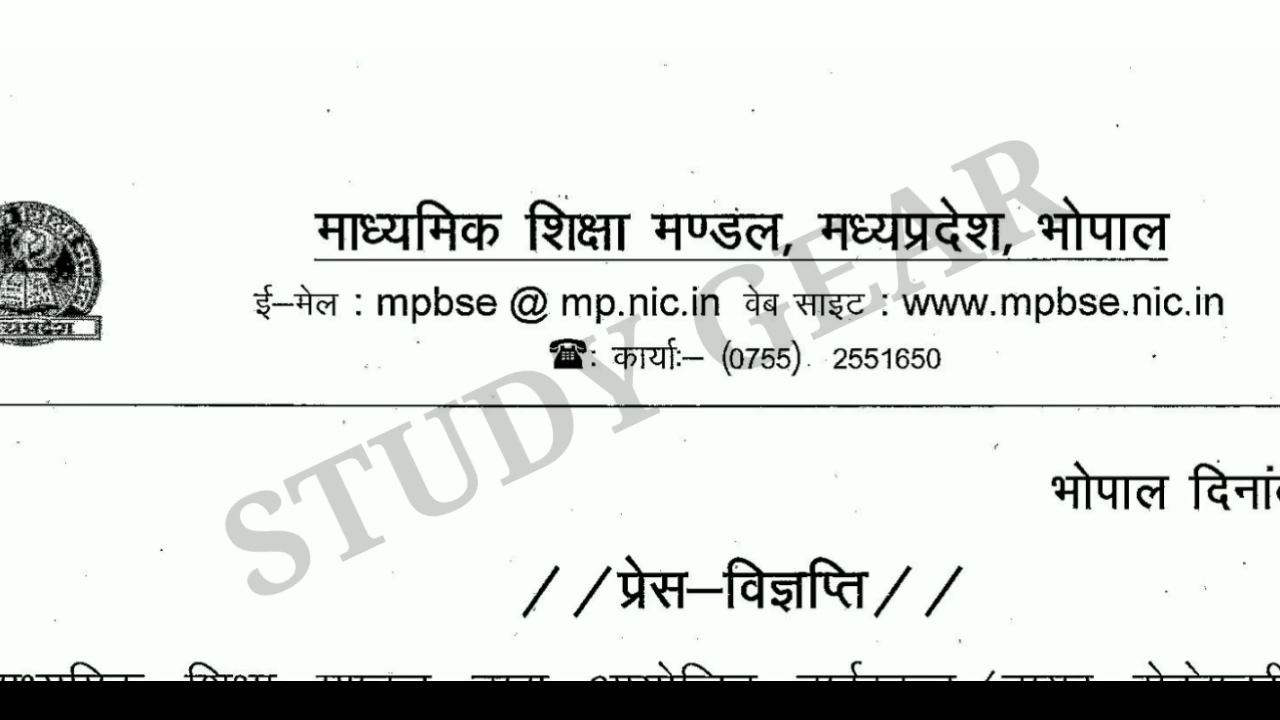 माध्यमिक शिक्षा मण्डल, मध्यप्रदेश, भोपाल
ई–मेल : mpbse @ mp.nic.in वेब साइट : www.mpbse.nic.in
☎: कार्याः– (0755) 2551650
STUDY GEAR
भोपाल
//प्रेस–विज्ञप्ति//